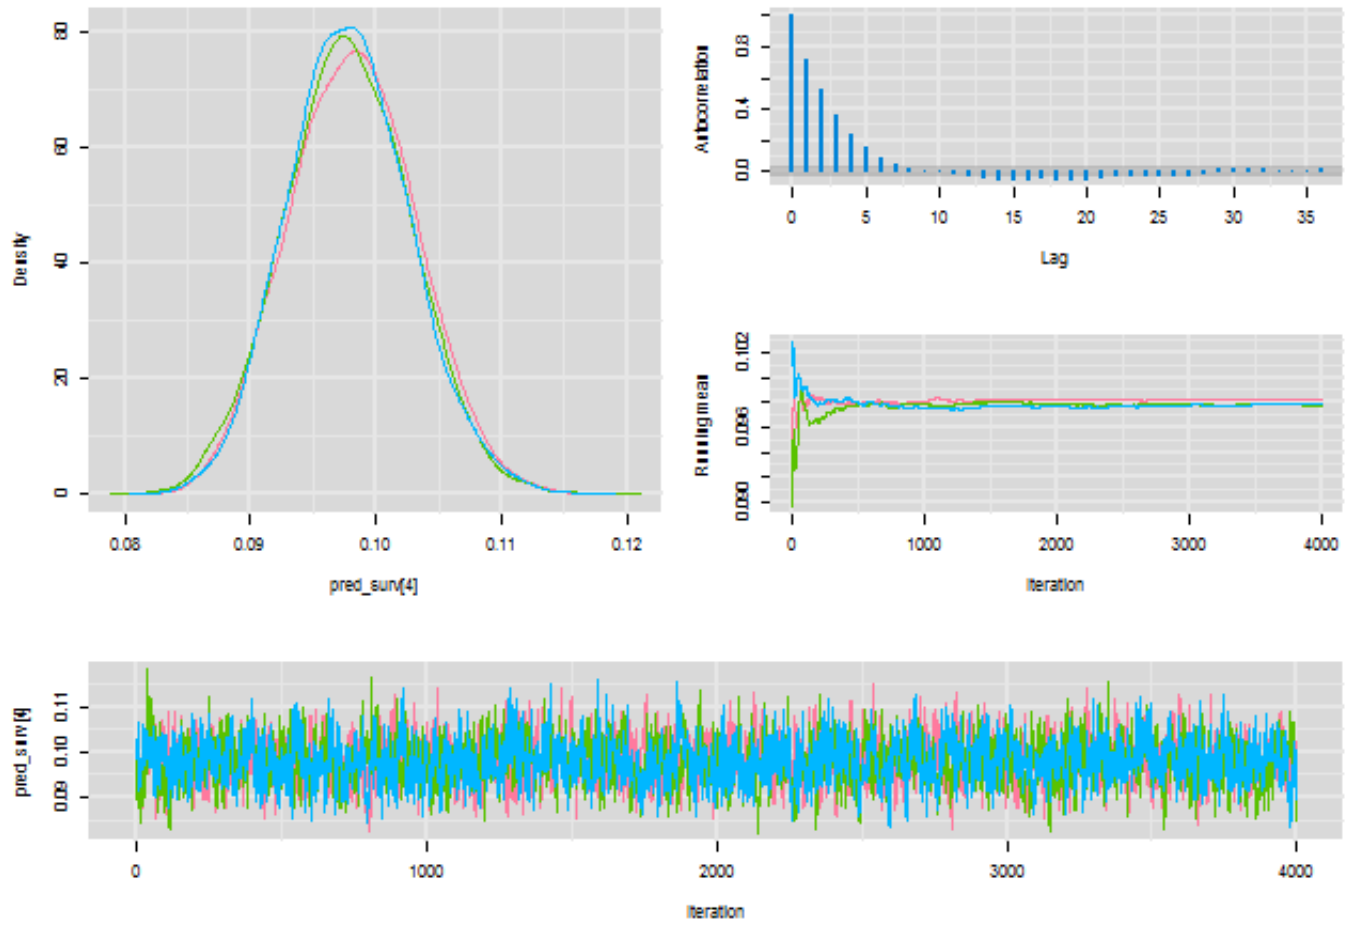 80
60
40
20
0
Density
0.08 0.09 0.10 0.11 0.12
pred_surv[4]
0.8
0.4
0.0
Autocorrelation
0 5 10 15 20 25 30 35
Lag
0.102
0.096
0.090
Running mean
0 1000 2000 3000 4000
Iteration
0.11
0.10
0.09
pred_surv[4]
0 1000 2000 3000 4000
Iteration